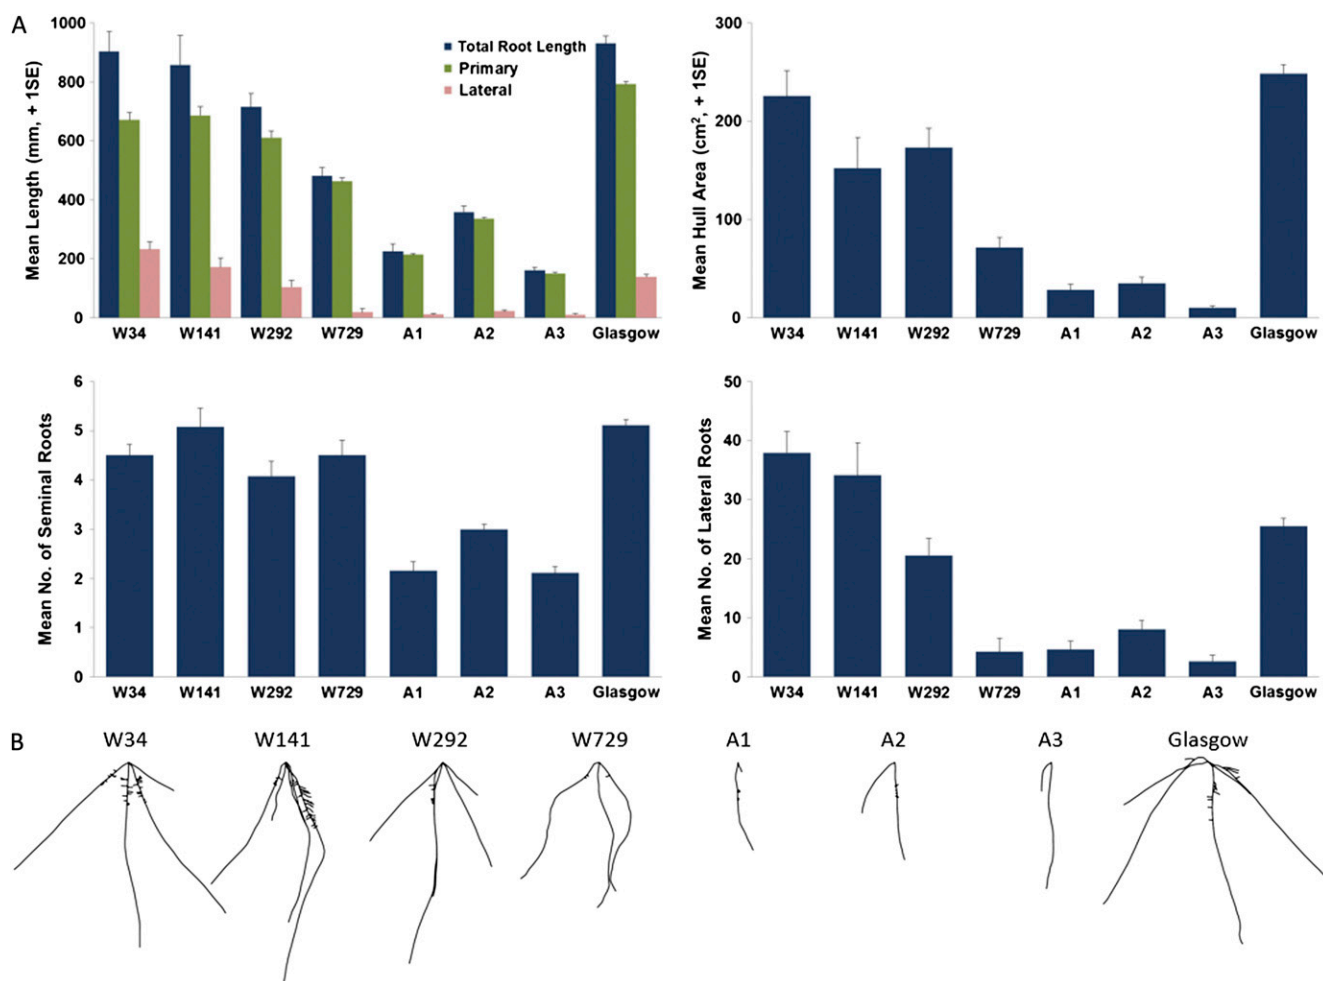 A
Mean Length (mm, + 1SE)
1000
800
600
400
200
0
Total Root Length
Primary
Lateral
W34 W141 W292 W729 A1 A2 A3 Glasgow
Mean Hull Area (cm², + 1SE)
300
200
100
0
W34 W141 W292 W729 A1 A2 A3 Glasgow
Mean No. of Seminal Roots
6
5
4
3
2
1
0
W34 W141 W292 W729 A1 A2 A3 Glasgow
Mean No. of Lateral Roots
50
40
30
20
10
0
W34 W141 W292 W729 A1 A2 A3 Glasgow
B
W34 W141 W292 W729 A1 A2 A3 Glasgow